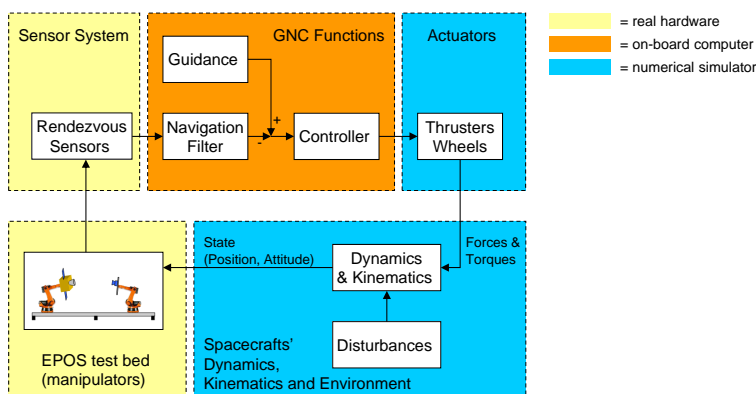 Sensor System
GNC Functions
Actuators
= real hardware
= on-board computer
= numerical simulator
Guidance
Rendezvous
Sensors
Navigation
Filter
+
-
Controller
Thrusters
Wheels
State
(Position, Attitude)
Forces &
Torques
Dynamics
& Kinematics
Disturbances
EPOS test bed
(manipulators)
Spacecrafts'
Dynamics,
Kinematics and Environment